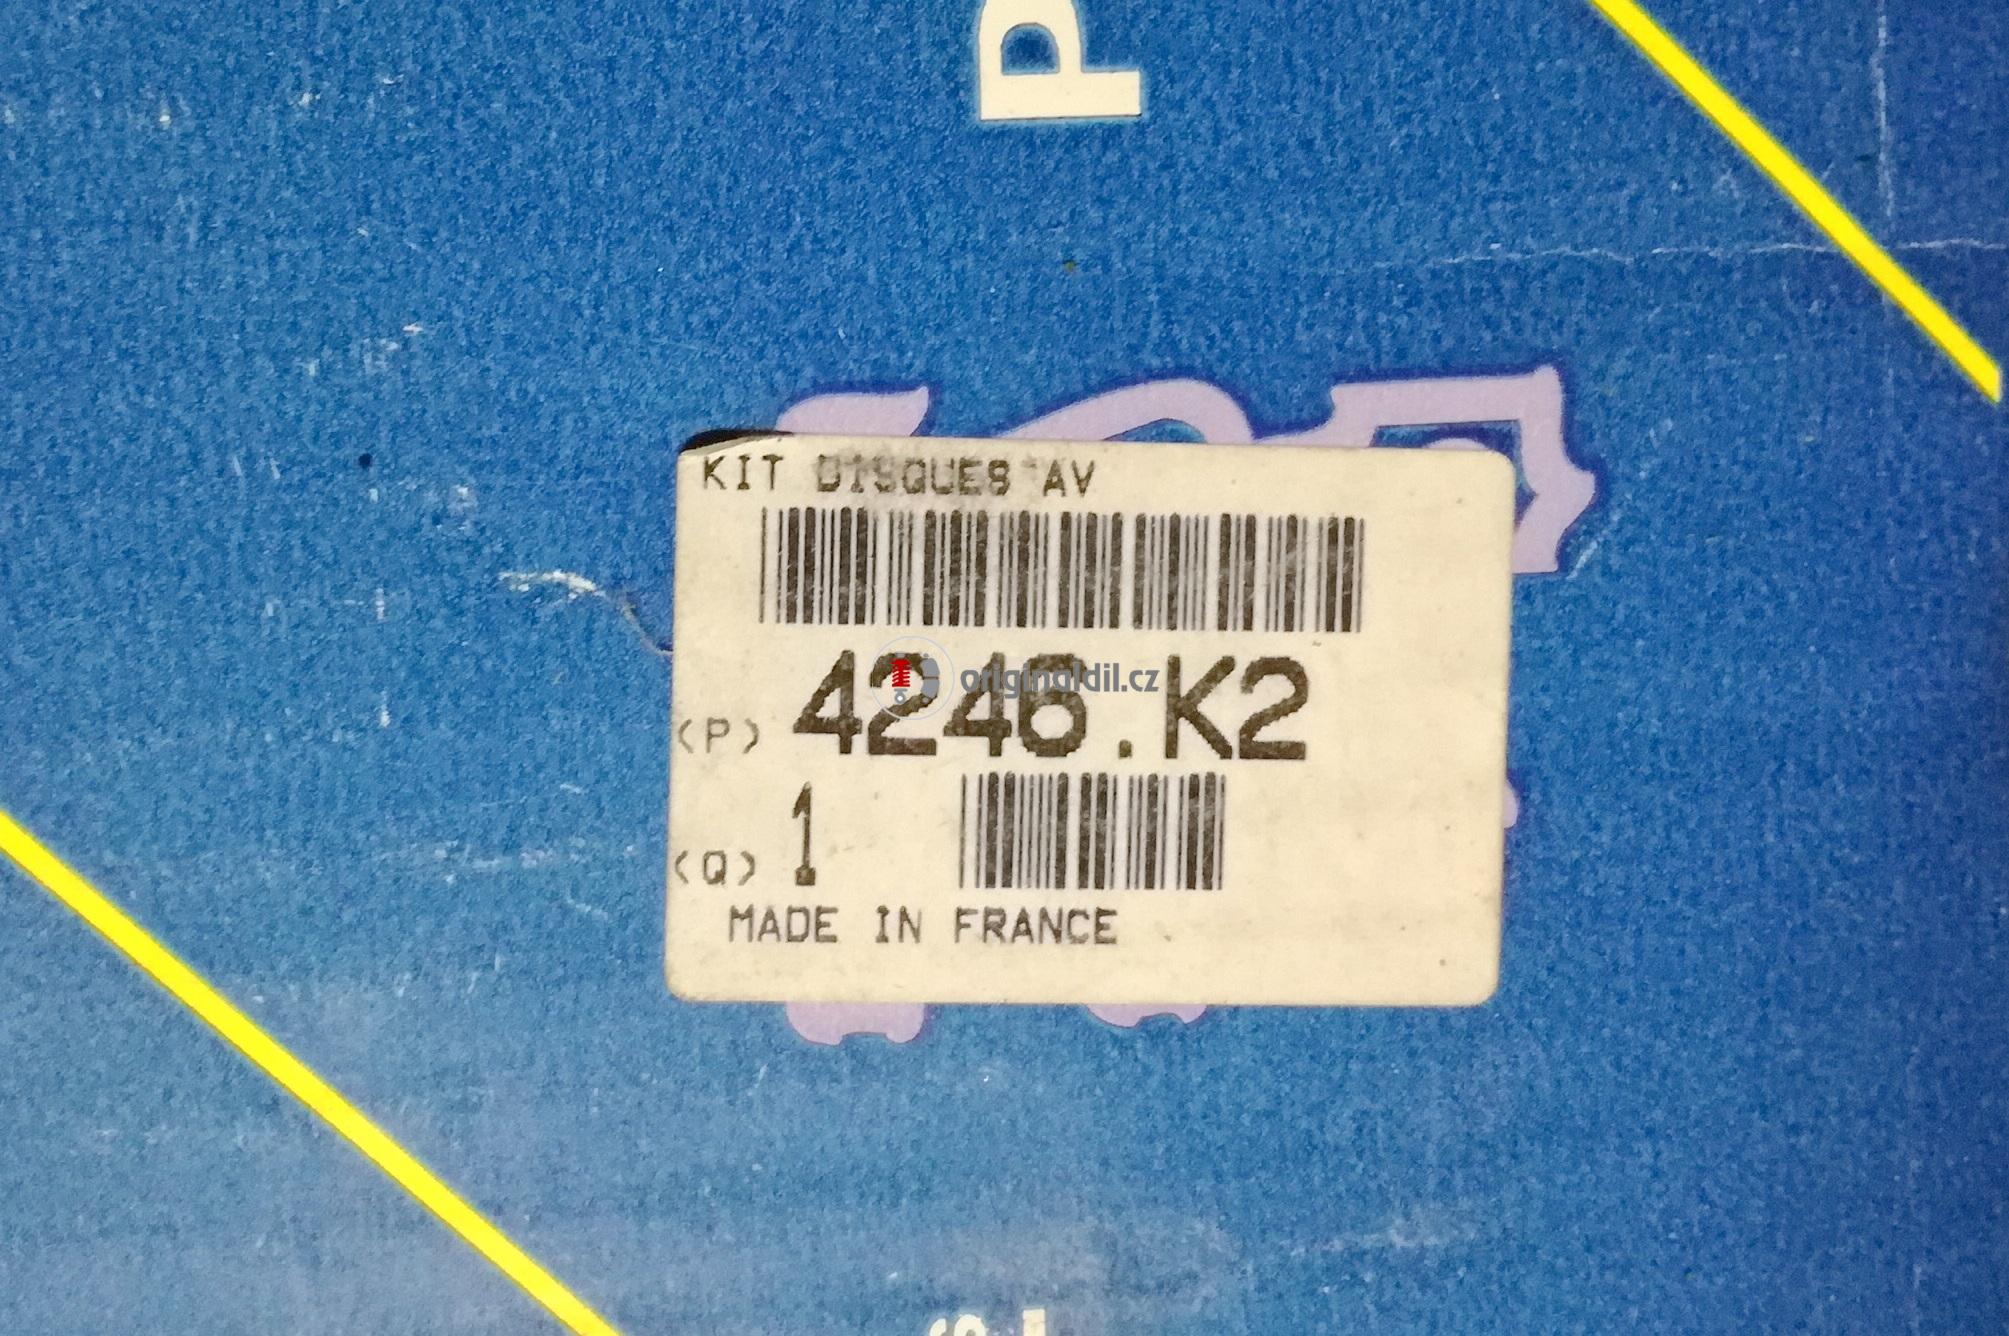 P
KIT DISQUES AV
originaldil.cz
(P) 4246.K2
(Q) 1
MADE IN FRANCE